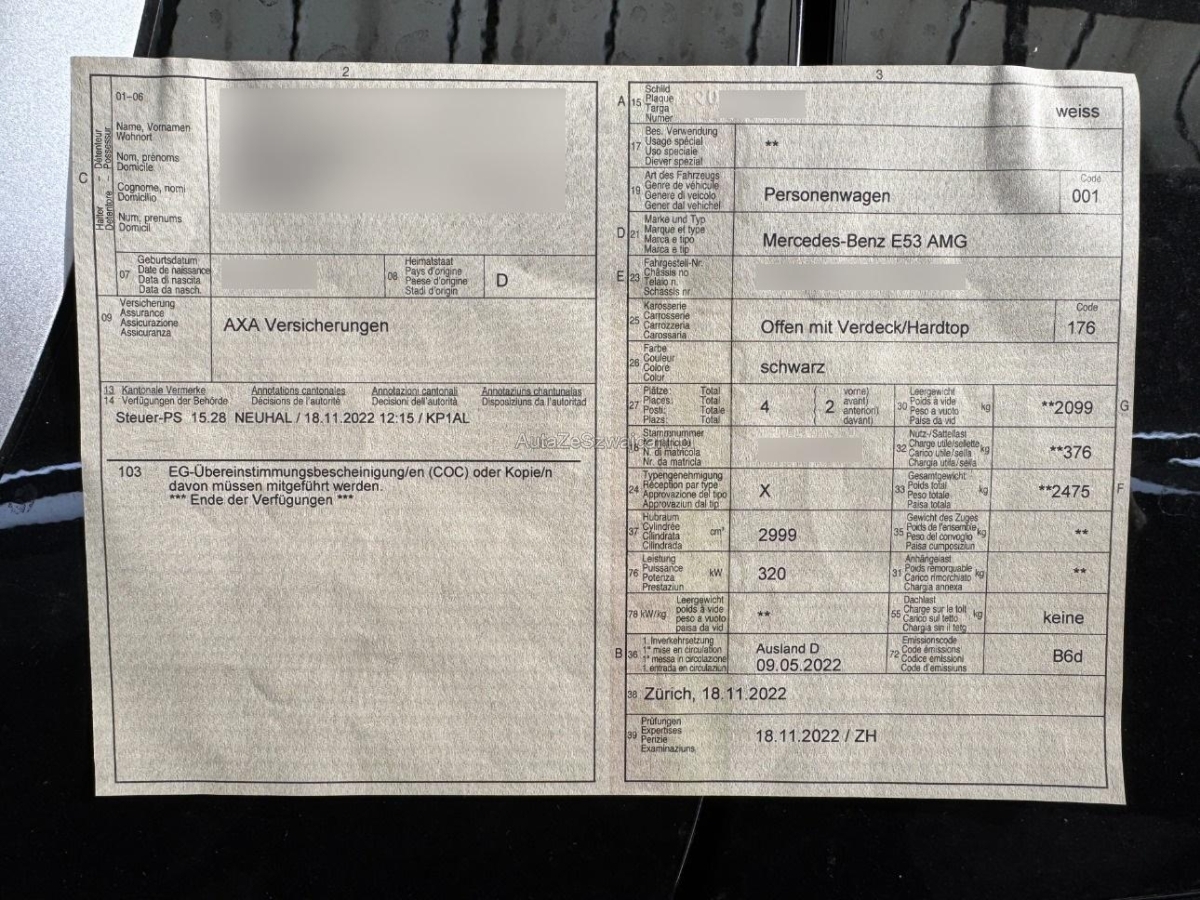 2
01-06
Name, Vornamen
Wohnort
Nom, prénoms
Domicile
Cognome, nomi
Domicilio
Num, prenums
Domicil
C
Halter – Détenteur
Detentore – Possessur
07
Geburtsdatum
Date de naissance
Data di nascita
Data da nasch.
08
Heimatstaat
Pays d'origine
Paese d'origine
Stadi d'origin
D
09
Versicherung
Assurance
Assicurazione
Assicuranza
AXA Versicherungen
13 Kantonale Vermerke Annotations cantonales Annotazioni cantonali Annotaziuns chantunalas
14 Verfügungen der Behörde Décisions de l'autorité Decisioni dell'autorità Disposiziuns da l'autoritad
Steuer-PS 15.28 NEUHAL / 18.11.2022 12:15 / KP1AL
103 EG-Übereinstimmungsbescheinigung/en (COC) oder Kopie/n
davon müssen mitgeführt werden.
*** Ende der Verfügungen ***
3
A 15
Schild
Plaque
Targa
Numer
weiss
17
Bes. Verwendung
Usage spécial
Uso speciale
Diever spezial
**
19
Art des Fahrzeugs
Genre de véhicule
Genere di veicolo
Gener dal vehichel
Personenwagen
Code
001
D 21
Marke und Typ
Marque et type
Marca e tipo
Marca e tip
Mercedes-Benz E53 AMG
E 23
Fahrgestell-Nr.
Châssis no
Telaio n.
Schassis nr.
25
Karosserie
Carrosserie
Carrozzeria
Carossaria
Offen mit Verdeck/Hardtop
Code
176
26
Farbe
Couleur
Colore
Colur
schwarz
27
Plätze: Total
Places: Total
Posti: Totale
Plazs: Total
4
( vorne)
( avant)
anteriori)
davant)
2
30
Leergewicht
Poids à vide
Peso a vuoto
Paisa da vid
kg
**2099
G
18
Stammnummer
N. di matricola
Nr. da matricla
32
Nutz-/Sattellast
Charge utile/sellette
Carico utile/sella
Chargia utila/sella
kg
**376
24
Typengenehmigung
Réception par type
Approvazione del tipo
Approvaziun dal tip
X
33
Gesamtgewicht
Poids total
Peso totale
Paisa totala
kg
**2475
F
37
Hubraum
Cylindrée
Cilindrata
Cilindrada
cm³
2999
35
Gewicht des Zuges
Poids de l'ensemble
Peso del convoglio
Paisa cumposiziun
kg
**
76
Leistung
Puissance
Potenza
Prestaziun
kW
320
31
Anhängelast
Poids remorquable
Carico rimorchiato
Chargia annexa
kg
**
78 kW/kg
Leergewicht
poids à vide
peso a vuoto
paisa da vid
**
55
Dachlast
Charge sur le toit
Carico sul tetto
Chargia sin il tetg
kg
keine
B 36
1. Inverkehrsetzung
1re mise en circulation
1a messa in circolazione
1. entrada en circulaziun
Ausland D
09.05.2022
72
Emissionscode
Code émissions
Codice emissioni
Code d'emissiuns
B6d
38 Zürich, 18.11.2022
39
Prüfungen
Expertises
Perizie
Examinaziuns
18.11.2022 / ZH